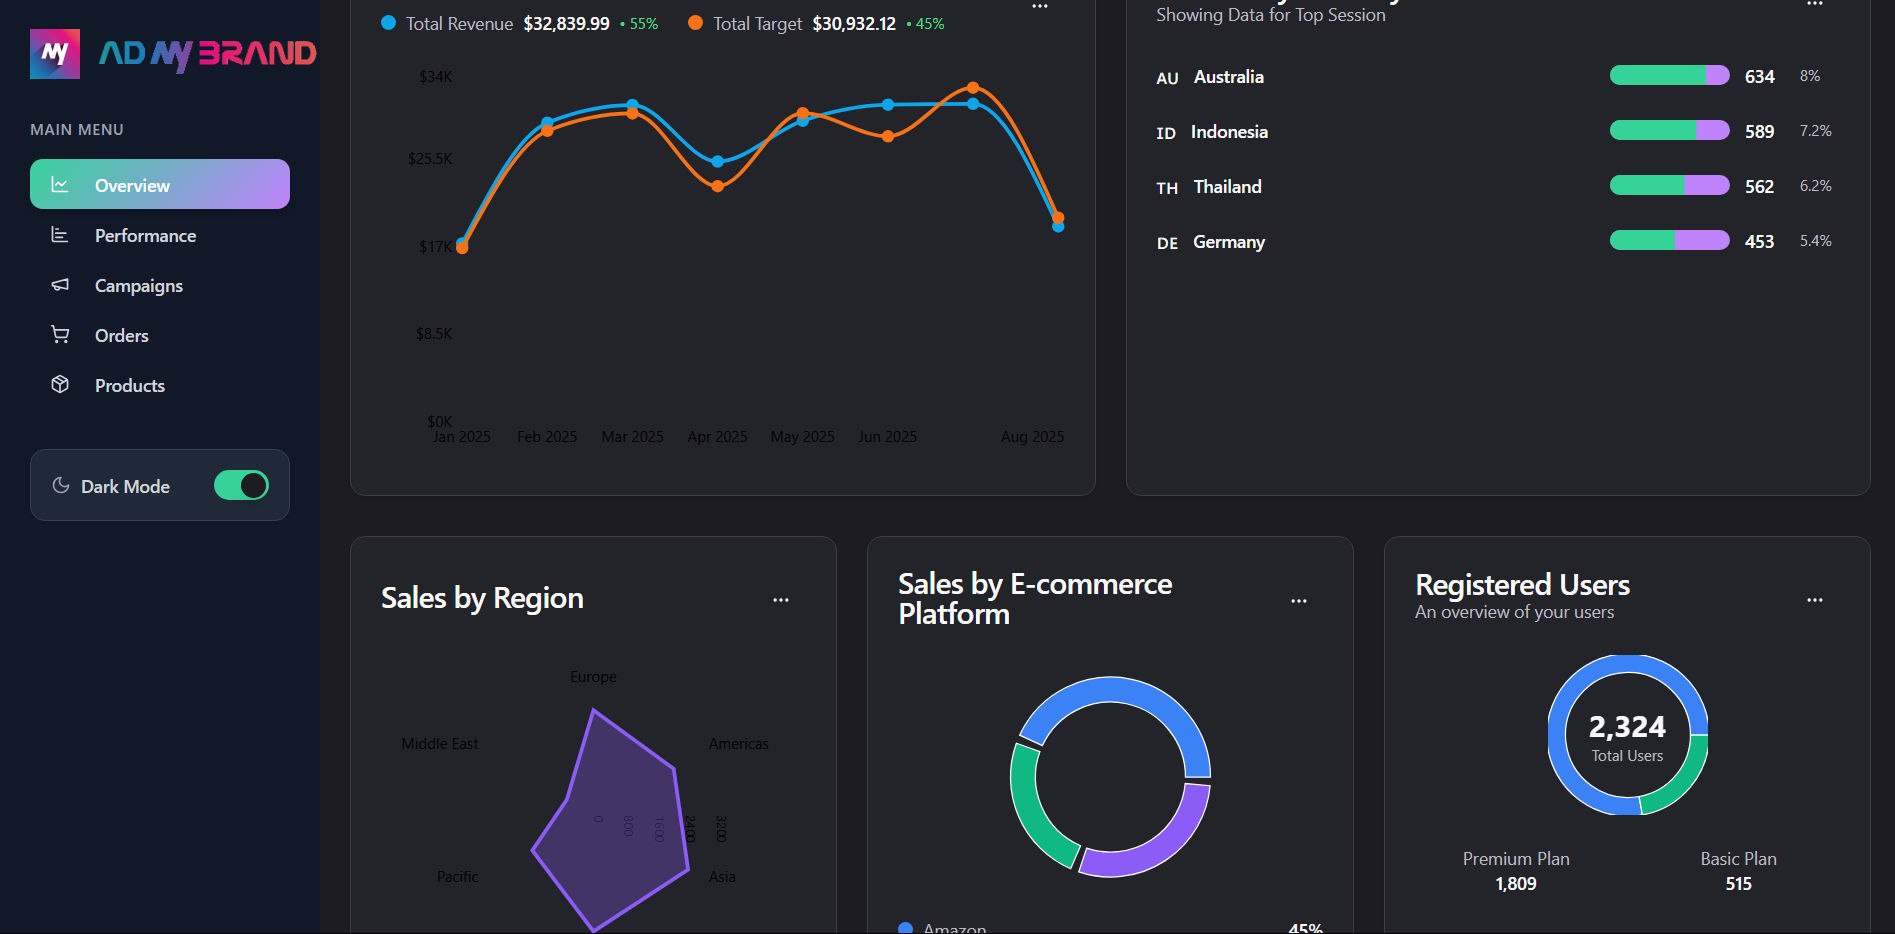 my
AD MY BRAND
MAIN MENU
Overview
Performance
Campaigns
Orders
Products
Dark Mode
Total Revenue $32,839.99 • 55% Total Target $30,932.12 • 45%
$34K
$25.5K
$17K
$8.5K
$0K
Jan 2025 Feb 2025 Mar 2025 Apr 2025 May 2025 Jun 2025 Aug 2025
Showing Data for Top Session
AU Australia 634 8%
ID Indonesia 589 7.2%
TH Thailand 562 6.2%
DE Germany 453 5.4%
Sales by Region
Europe
Middle East Americas
0 800 1600 2400 3200
Pacific Asia
Sales by E-commerce
Platform
Amazon 45%
Registered Users
An overview of your users
2,324
Total Users
Premium Plan Basic Plan
1,809 515